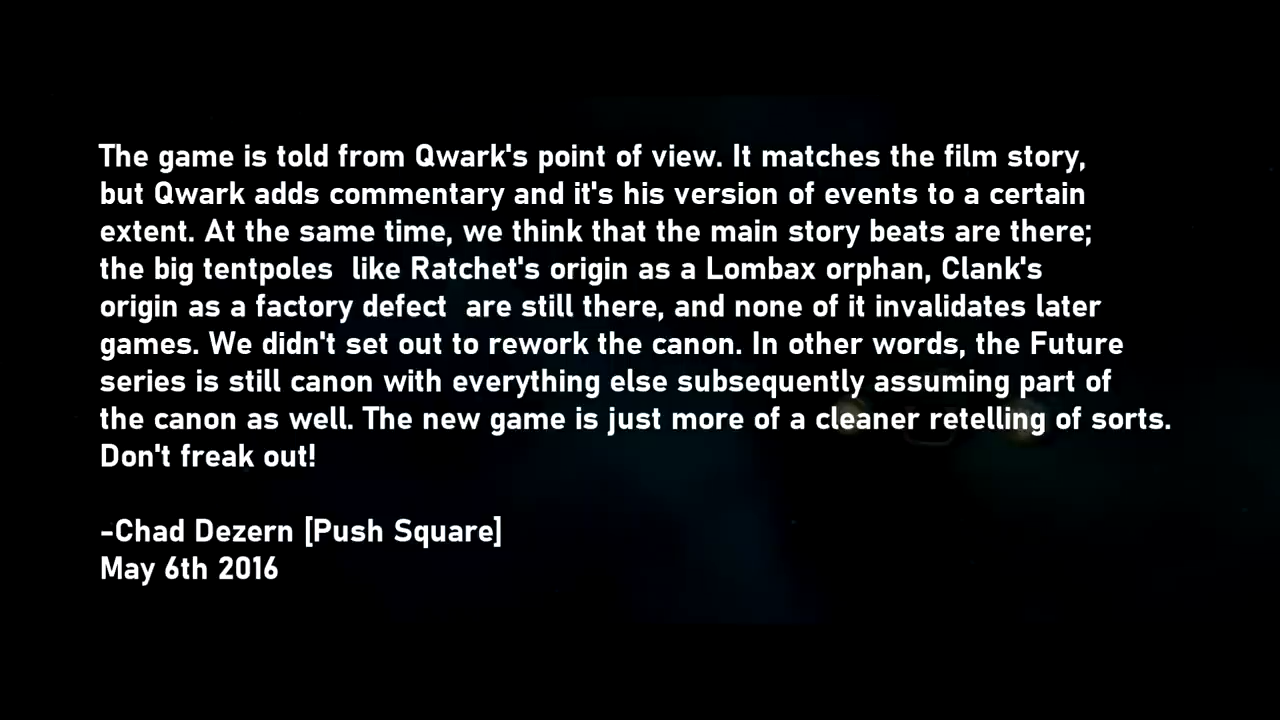 The game is told from Qwark's point of view. It matches the film story,
but Qwark adds commentary and it's his version of events to a certain
extent. At the same time, we think that the main story beats are there;
the big tentpoles  like Ratchet's origin as a Lombax orphan, Clank's
origin as a factory defect  are still there, and none of it invalidates later
games. We didn't set out to rework the canon. In other words, the Future
series is still canon with everything else subsequently assuming part of
the canon as well. The new game is just more of a cleaner retelling of sorts.
Don't freak out!
-Chad Dezern [Push Square]
May 6th 2016